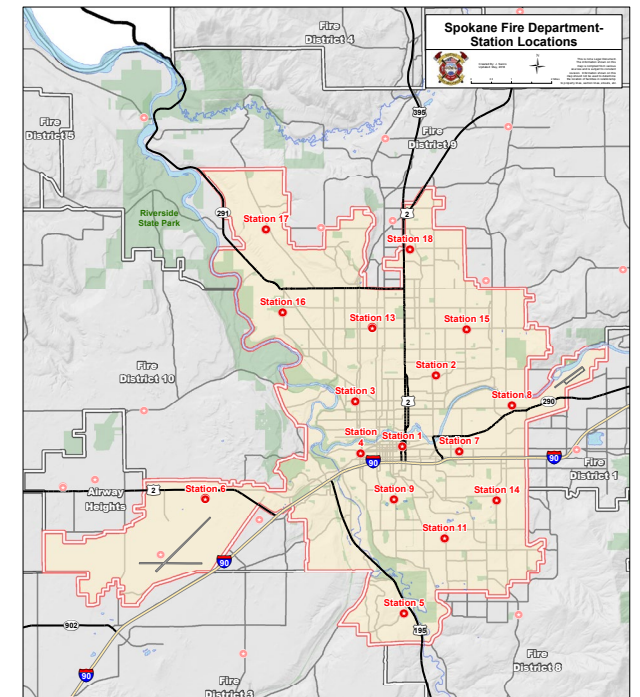 Spokane Fire Department-
Station Locations
Fire
District 4
395
Fire
District 9
Fire
District 5
Riverside
State Park
291
Station 17
2
Station 18
Station 16
Station 13
Station 15
Fire
District 10
Station 2
Station 3
2
Station 8
290
Station
4
Station 1
Station 7
90
90
Fire
District 1
Airway
Heights
2
Station 6
Station 9
Station 14
Station 11
90
Station 5
195
902
90
Fire
District 3
Fire
District 8